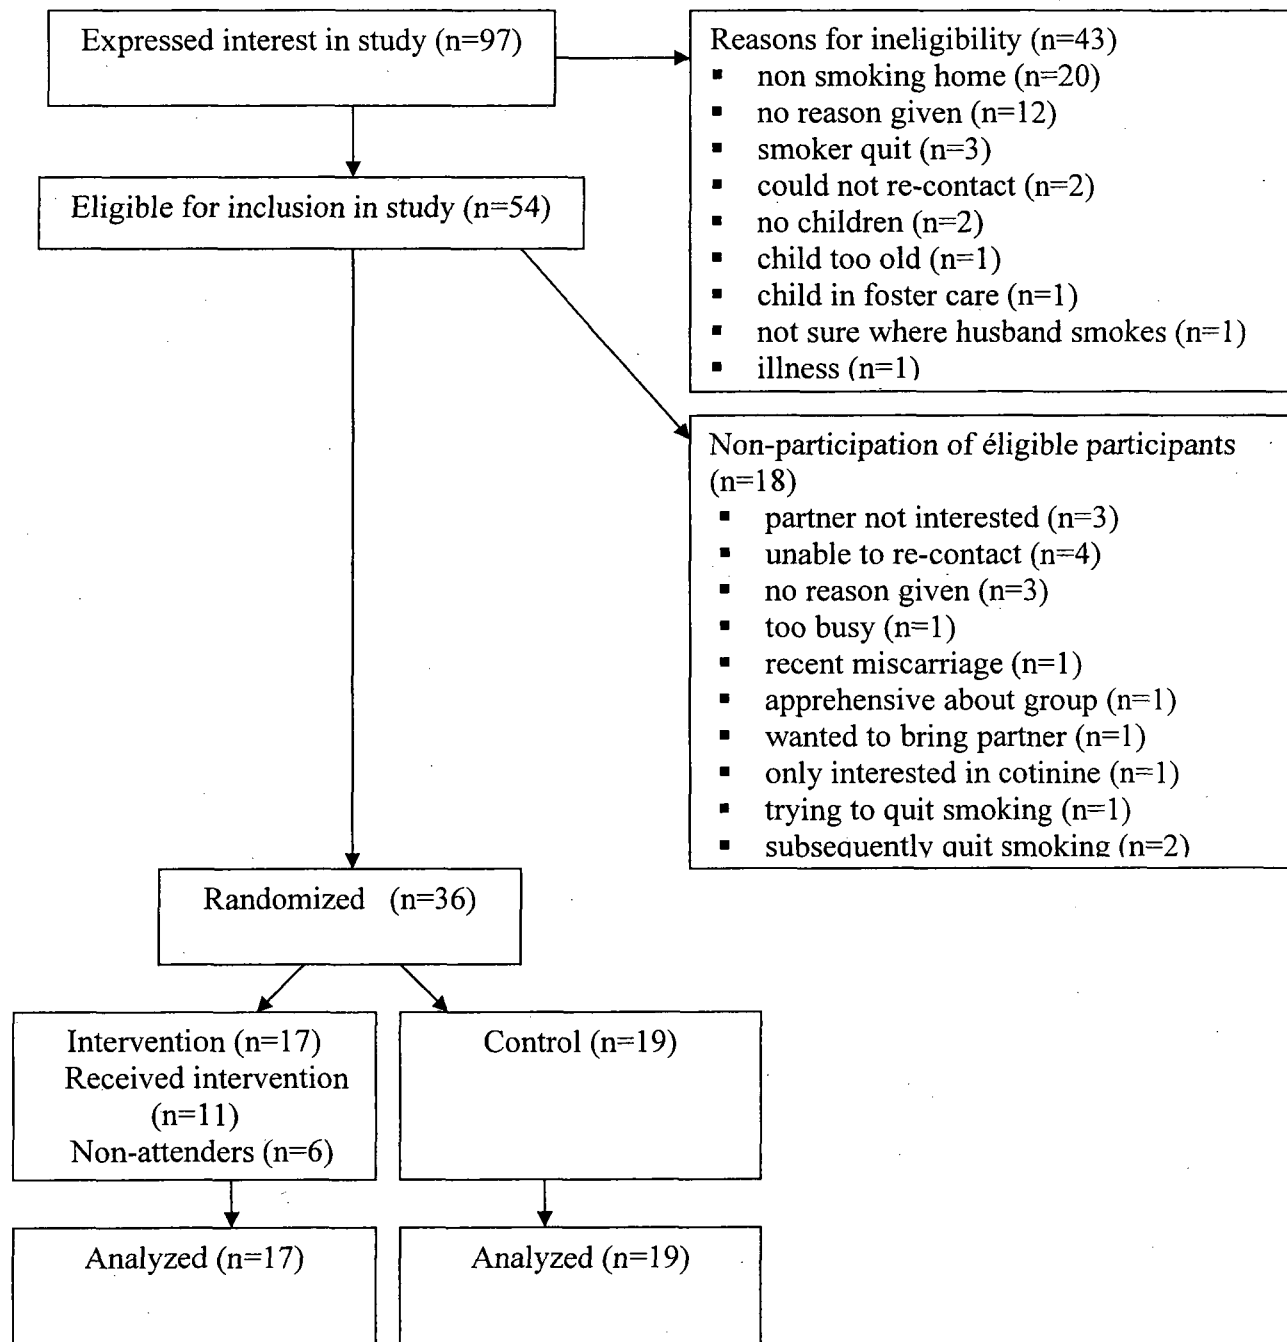 Expressed interest in study (n=97)
Reasons for ineligibility (n=43)
▪ non smoking home (n=20)
▪ no reason given (n=12)
▪ smoker quit (n=3)
▪ could not re-contact (n=2)
▪ no children (n=2)
▪ child too old (n=1)
▪ child in foster care (n=1)
▪ not sure where husband smokes (n=1)
▪ illness (n=1)
Eligible for inclusion in study (n=54)
Non-participation of éligible participants
(n=18)
▪ partner not interested (n=3)
▪ unable to re-contact (n=4)
▪ no reason given (n=3)
▪ too busy (n=1)
▪ recent miscarriage (n=1)
▪ apprehensive about group (n=1)
▪ wanted to bring partner (n=1)
▪ only interested in cotinine (n=1)
▪ trying to quit smoking (n=1)
▪ subsequently quit smoking (n=2)
Randomized (n=36)
Intervention (n=17)
Received intervention
(n=11)
Non-attenders (n=6)
Control (n=19)
Analyzed (n=17)
Analyzed (n=19)